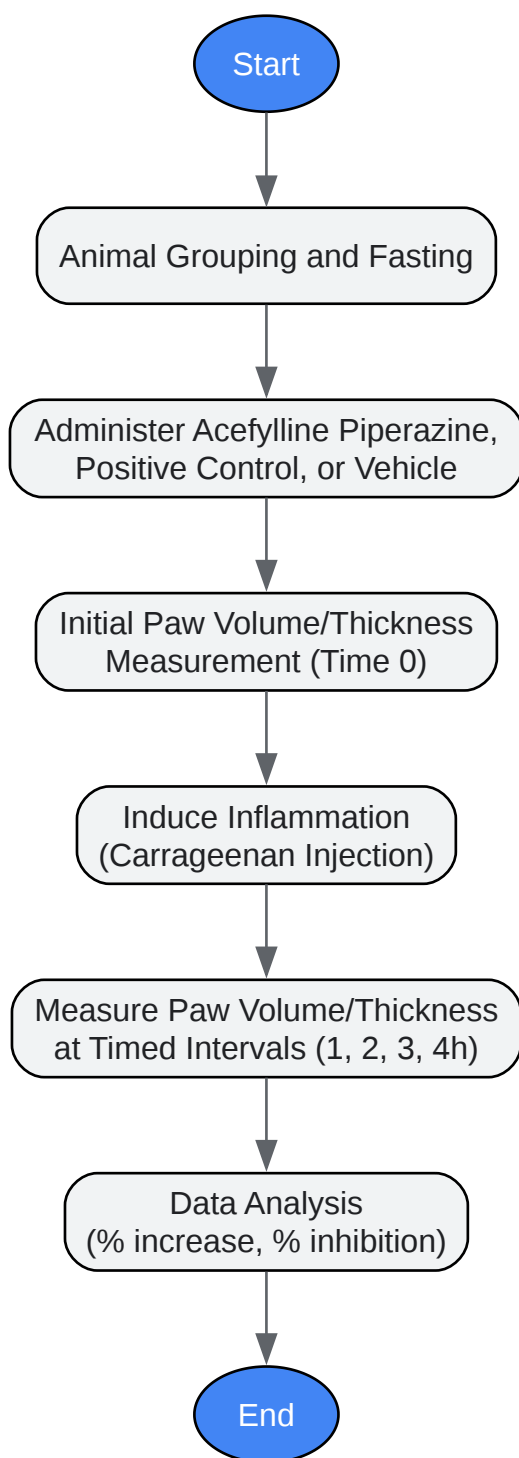 Start
Animal Grouping and Fasting
Administer Acefylline Piperazine,
Positive Control, or Vehicle
Initial Paw Volume/Thickness
Measurement (Time 0)
Induce Inflammation
(Carrageenan Injection)
Measure Paw Volume/Thickness
at Timed Intervals (1, 2, 3, 4h)
Data Analysis
(% increase, % inhibition)
End